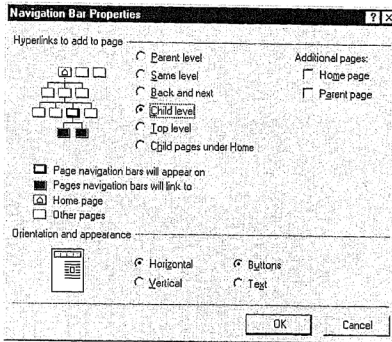 Navigation Bar Properties
Hyperlinks to add to page
Parent level
Same level
Back and next
Child level
Top level
Child pages under Home
Additional pages:
Home page
Parent page
Page navigation bars will appear on
Pages navigation bars will link to
Home page
Other pages
Orientation and appearance
Horizontal
Vertical
Buttons
Text
OK
Cancel